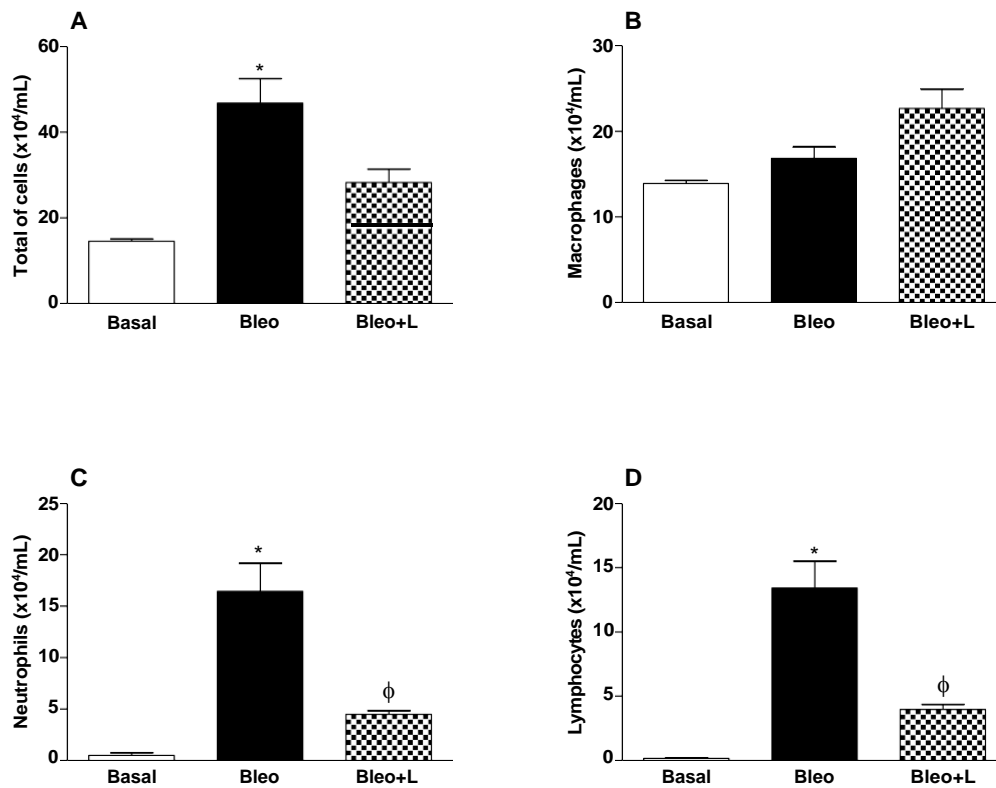 A
Total of cells (x10⁴/mL)
60
40
20
0
*
Basal Bleo Bleo+L
B
Macrophages (x10⁴/mL)
30
20
10
0
Basal Bleo Bleo+L
C
Neutrophils (x10⁴/mL)
25
20
15
10
5
0
*
ϕ
Basal Bleo Bleo+L
D
Lymphocytes (x10⁴/mL)
20
15
10
5
0
*
ϕ
Basal Bleo Bleo+L